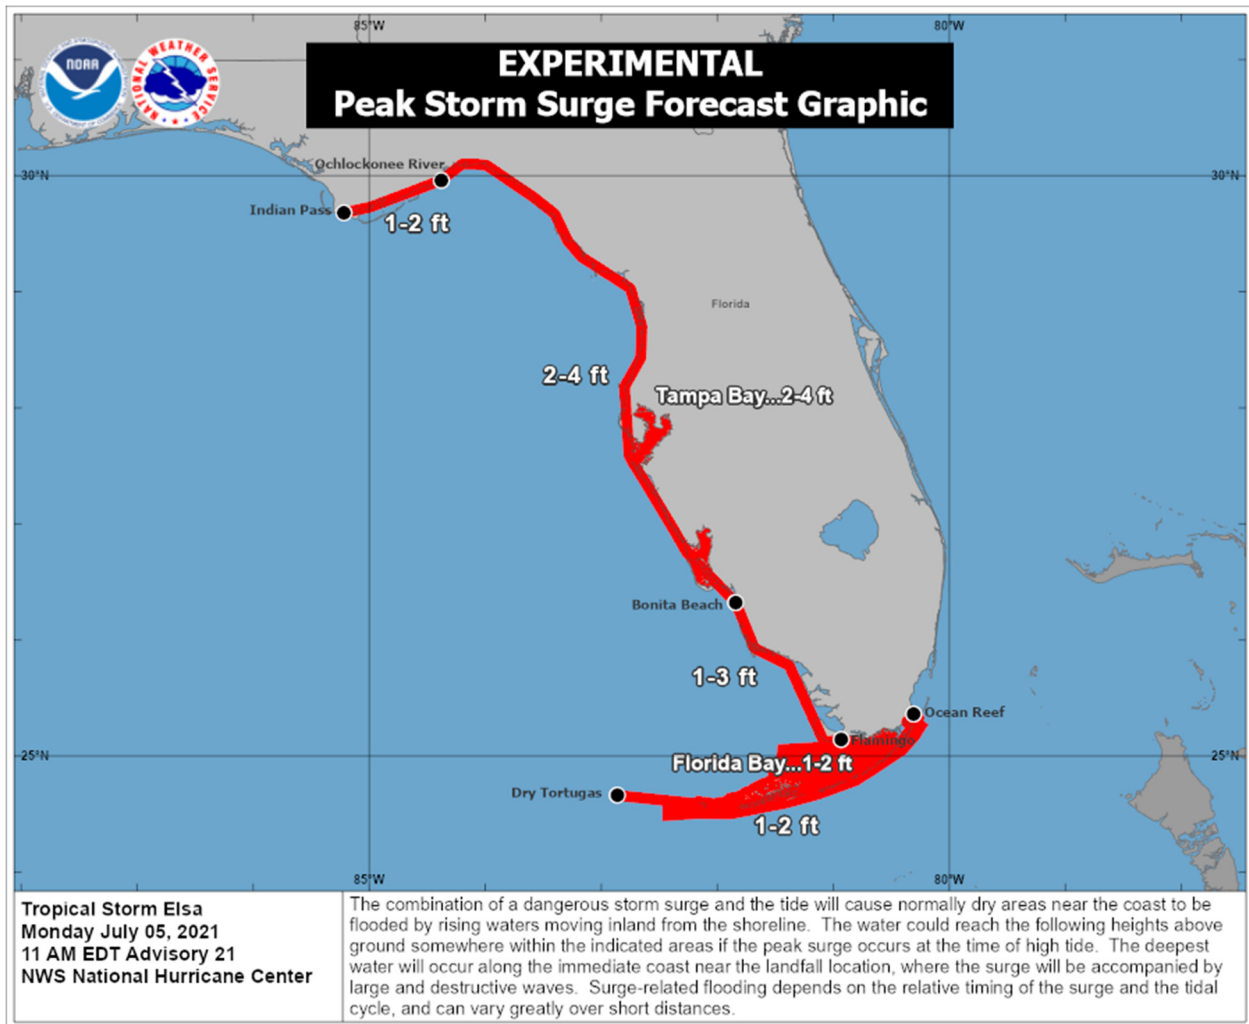 85°W
80°W
EXPERIMENTAL
Peak Storm Surge Forecast Graphic
NOAA
NATIONAL WEATHER SERVICE
Ochlockonee River
30°N
30°N
Indian Pass
1-2 ft
Florida
2-4 ft
Tampa Bay...2-4 ft
Bonita Beach
1-3 ft
Ocean Reef
Flamingo
25°N
25°N
Florida Bay...1-2 ft
Dry Tortugas
1-2 ft
85°W
80°W
Tropical Storm Elsa
Monday July 05, 2021
11 AM EDT Advisory 21
NWS National Hurricane Center
The combination of a dangerous storm surge and the tide will cause normally dry areas near the coast to be
flooded by rising waters moving inland from the shoreline.  The water could reach the following heights above
ground somewhere within the indicated areas if the peak surge occurs at the time of high tide.  The deepest
water will occur along the immediate coast near the landfall location, where the surge will be accompanied by
large and destructive waves.  Surge-related flooding depends on the relative timing of the surge and the tidal
cycle, and can vary greatly over short distances.